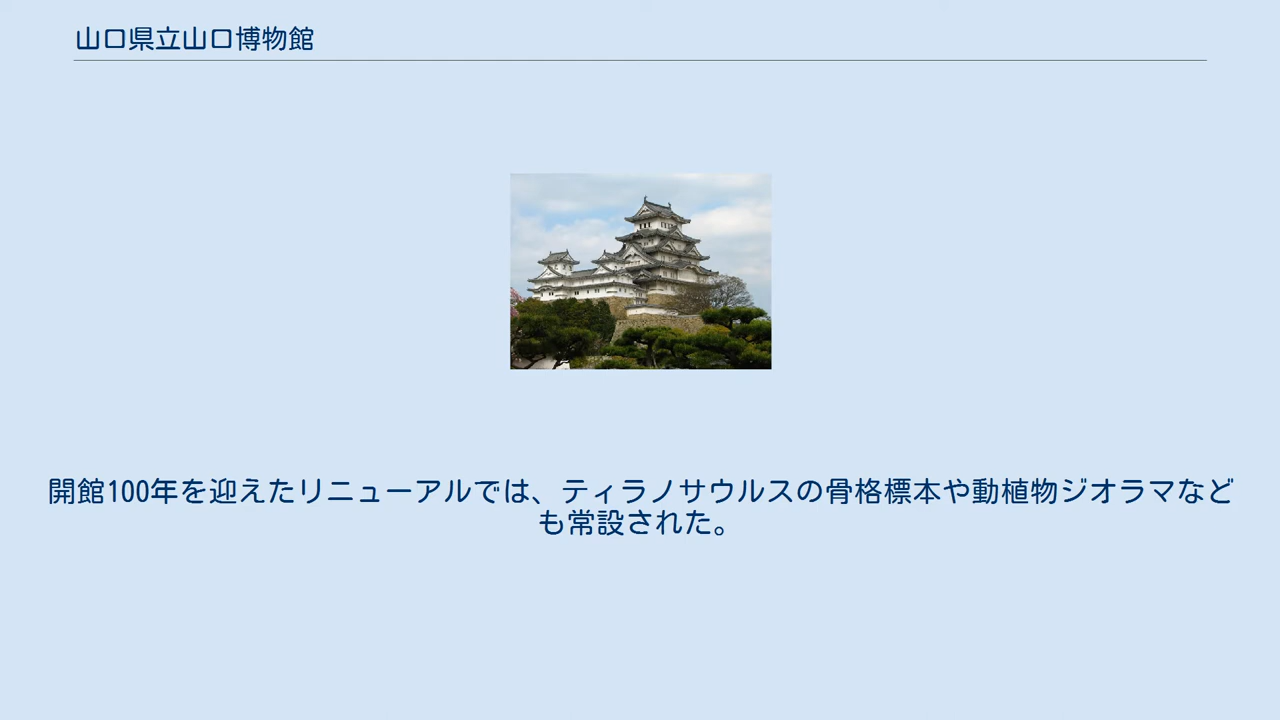 山口県立山口博物館
開館100年を迎えたリニューアルでは、ティラノサウルスの骨格標本や動植物ジオラマなど
も常設された。